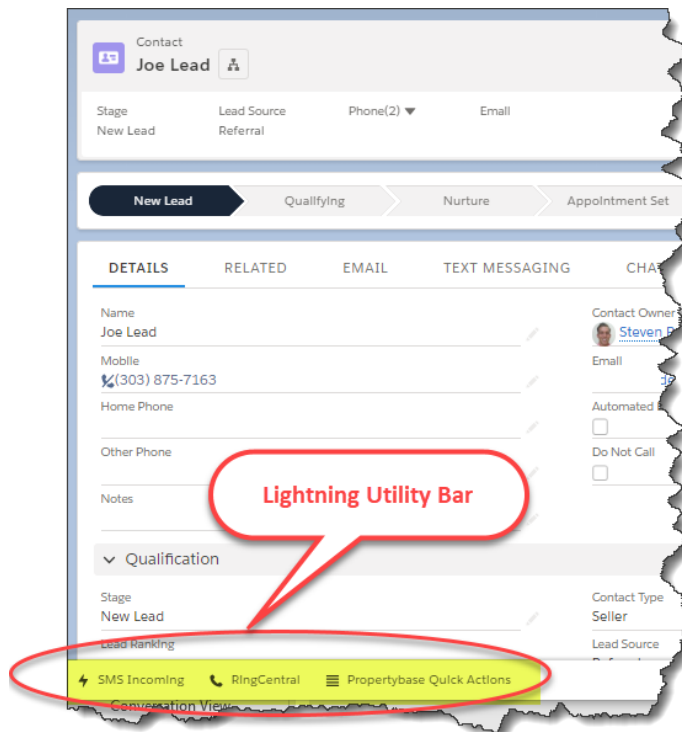 Contact
Joe Lead
Stage Lead Source Phone(2) Email
New Lead Referral
New Lead Qualifying Nurture Appointment Set
DETAILS RELATED EMAIL TEXT MESSAGING
Name Contact Owner
Joe Lead Steven
Mobile Email
(303) 875-7163
Home Phone Automated
Other Phone Do Not Call
Lightning Utility Bar
Notes
Qualification
Stage Contact Type
New Lead Seller
Lead Ranking Lead Source
SMS Incoming RingCentral Propertybase Quick Actions
Conversation View